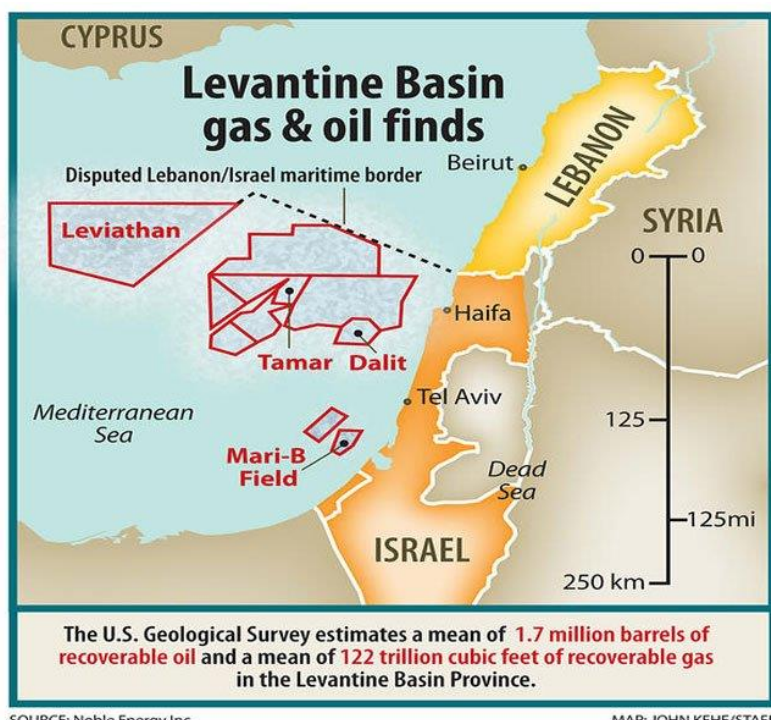 CYPRUS
Levantine Basin
gas & oil finds
Disputed Lebanon/Israel maritime border
Beirut
LEBANON
Leviathan
SYRIA
0
0
Haifa
Tamar
Dalit
Mediterranean
Sea
Tel Aviv
125
Mari-B
Field
Dead
Sea
125mi
ISRAEL
250 km
The U.S. Geological Survey estimates a mean of 1.7 million barrels of
recoverable oil and a mean of 122 trillion cubic feet of recoverable gas
in the Levantine Basin Province.
SOURCE: Noble Energy Inc
MAP: JOHN KEHE/STAFF